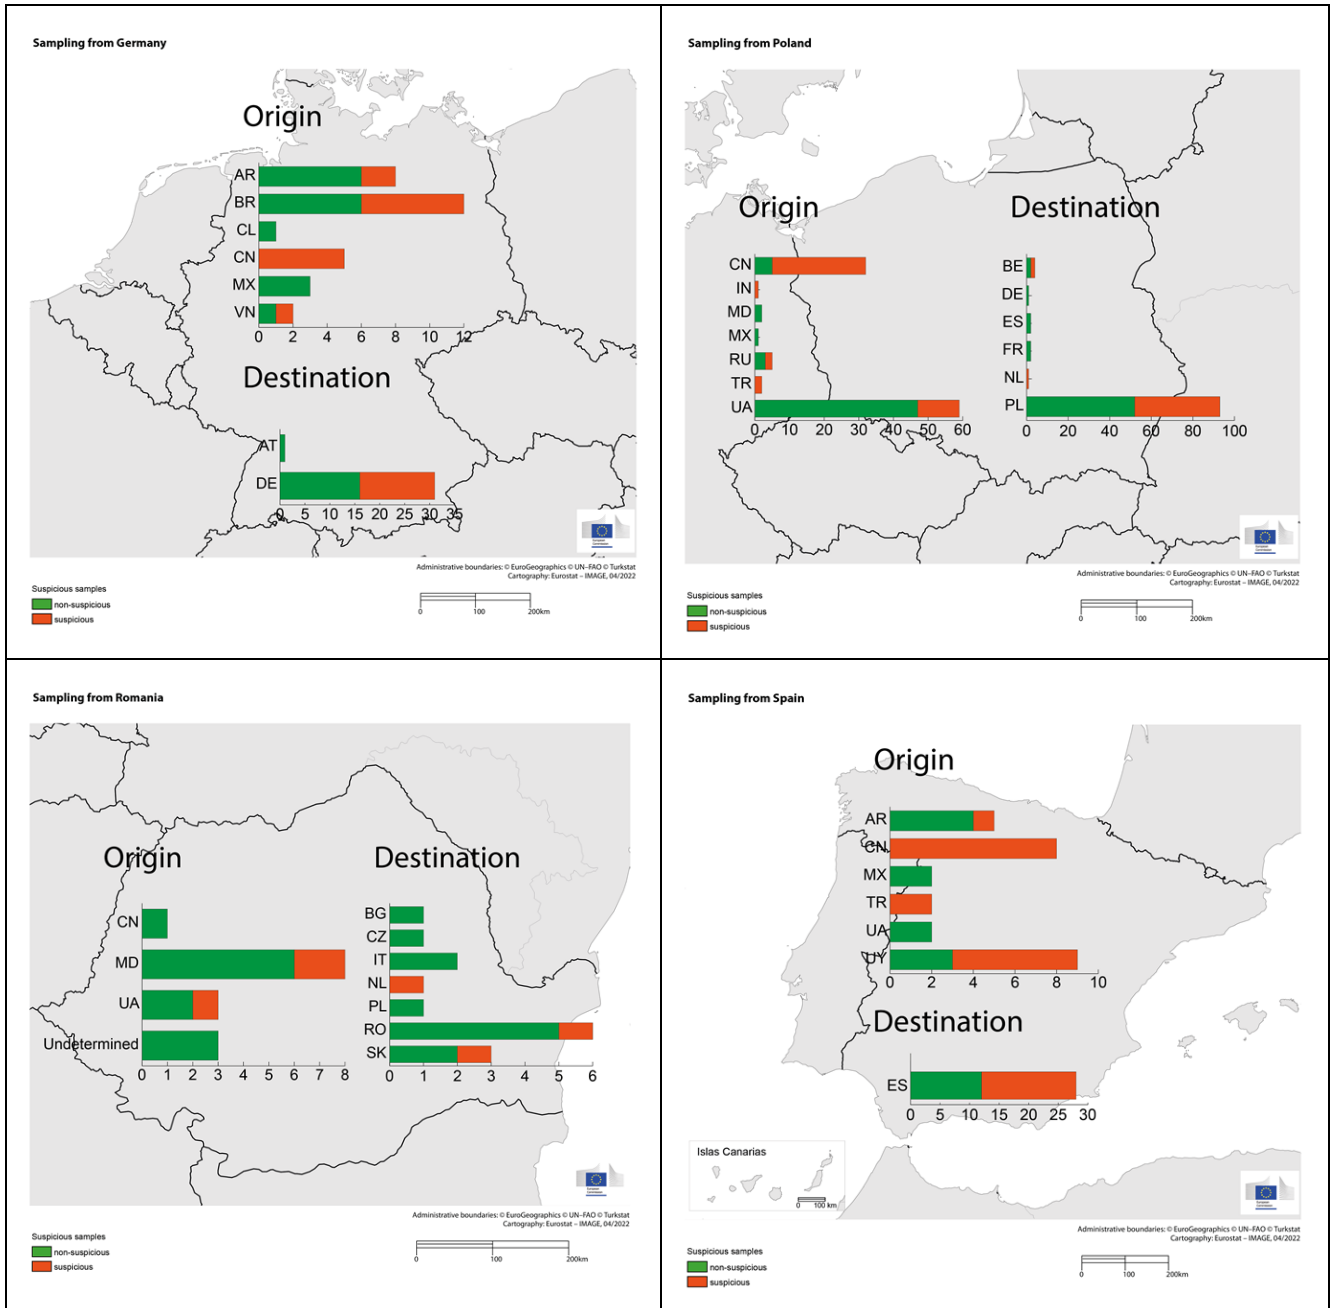 Sampling from Germany
Origin
AR
BR
CL
CN
MX
VN
0 2 4 6 8 10 12
Destination
AT
DE
0 5 10 15 20 25 30 35
Administrative boundaries: © EuroGeographics © UN–FAO © Turkstat
Cartography: Eurostat – IMAGE, 04/2022
Suspicious samples
non-suspicious
suspicious
0 100 200km
Sampling from Poland
Origin
CN
IN
MD
MX
RU
TR
UA
0 10 20 30 40 50 60
Destination
BE
DE
ES
FR
NL
PL
0 20 40 60 80 100
Administrative boundaries: © EuroGeographics © UN–FAO © Turkstat
Cartography: Eurostat – IMAGE, 04/2022
Suspicious samples
non-suspicious
suspicious
0 100 200km
Sampling from Romania
Origin
CN
MD
UA
Undetermined
0 1 2 3 4 5 6 7 8
Destination
BG
CZ
IT
NL
PL
RO
SK
0 1 2 3 4 5 6
Administrative boundaries: © EuroGeographics © UN–FAO © Turkstat
Cartography: Eurostat – IMAGE, 04/2022
Suspicious samples
non-suspicious
suspicious
0 100 200km
Sampling from Spain
Origin
AR
CN
MX
TR
UA
UY
0 2 4 6 8 10
Destination
ES
0 5 10 15 20 25 30
Islas Canarias
0 100 km
Administrative boundaries: © EuroGeographics © UN–FAO © Turkstat
Cartography: Eurostat – IMAGE, 04/2022
Suspicious samples
non-suspicious
suspicious
0 100 200km